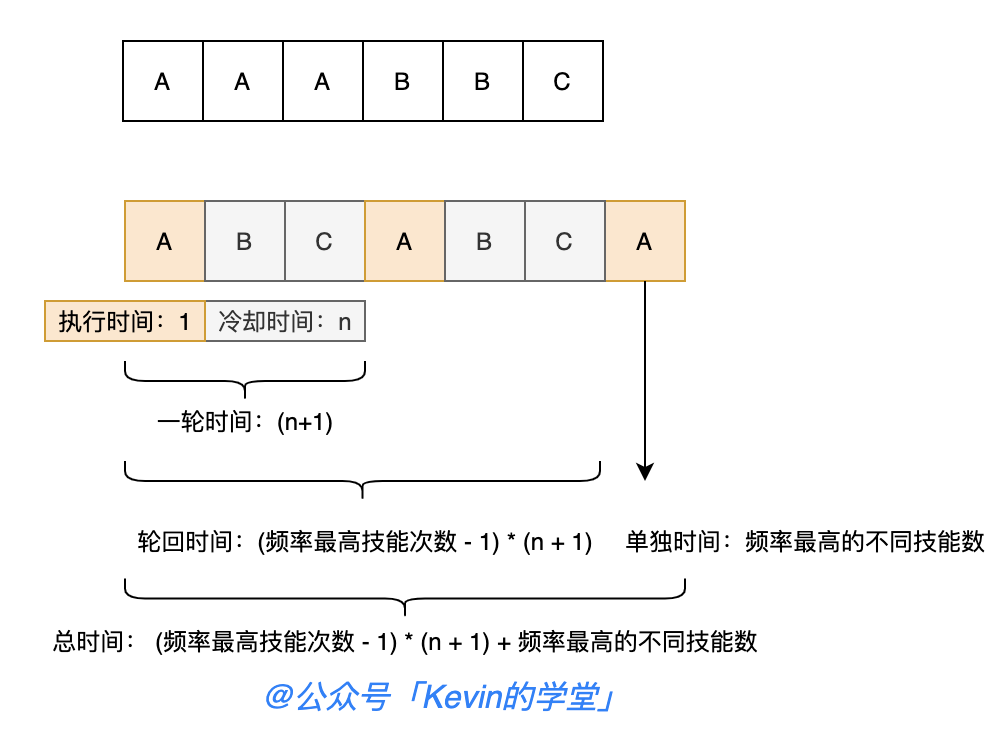 A A A B B C
A B C A B C A
执行时间：1 冷却时间：n
一轮时间：(n+1)
轮回时间：(频率最高技能次数 - 1) * (n + 1) 单独时间：频率最高的不同技能数
总时间： (频率最高技能次数 - 1) * (n + 1) + 频率最高的不同技能数
@公众号「Kevin的学堂」